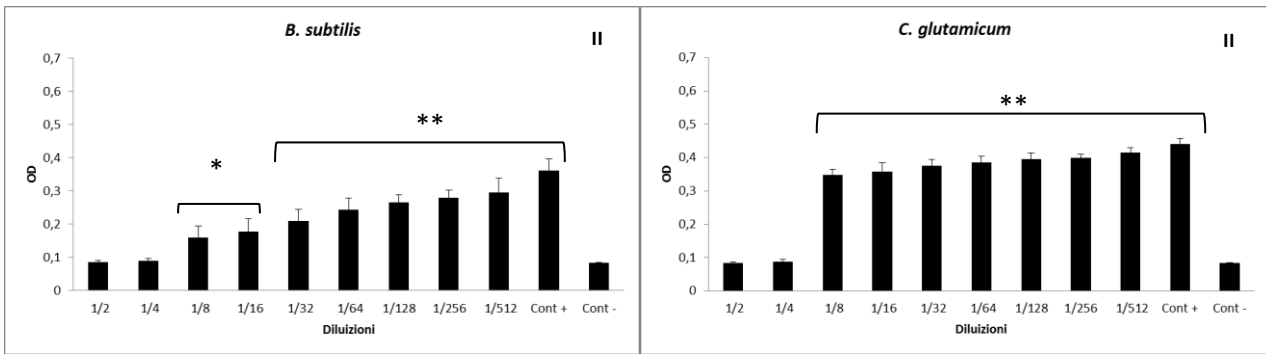 B. subtilis
II
0,7
0,6
0,5
0,4
0,3
0,2
0,1
0
OD
*
**
1/2 1/4 1/8 1/16 1/32 1/64 1/128 1/256 1/512 Cont + Cont -
Diluizioni
C. glutamicum
II
0,7
0,6
0,5
0,4
0,3
0,2
0,1
0
OD
**
1/2 1/4 1/8 1/16 1/32 1/64 1/128 1/256 1/512 Cont + Cont -
Diluizioni